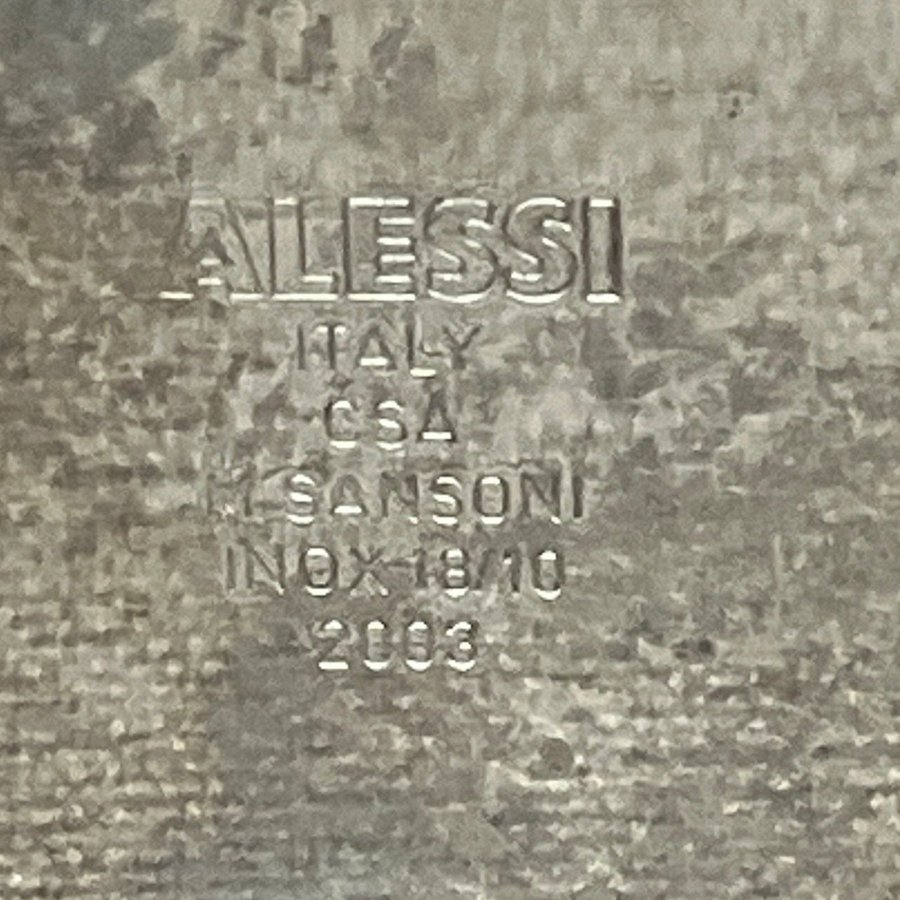 ALESSI
ITALY
CSA
M. SANSONI
INOX 18/10
2003